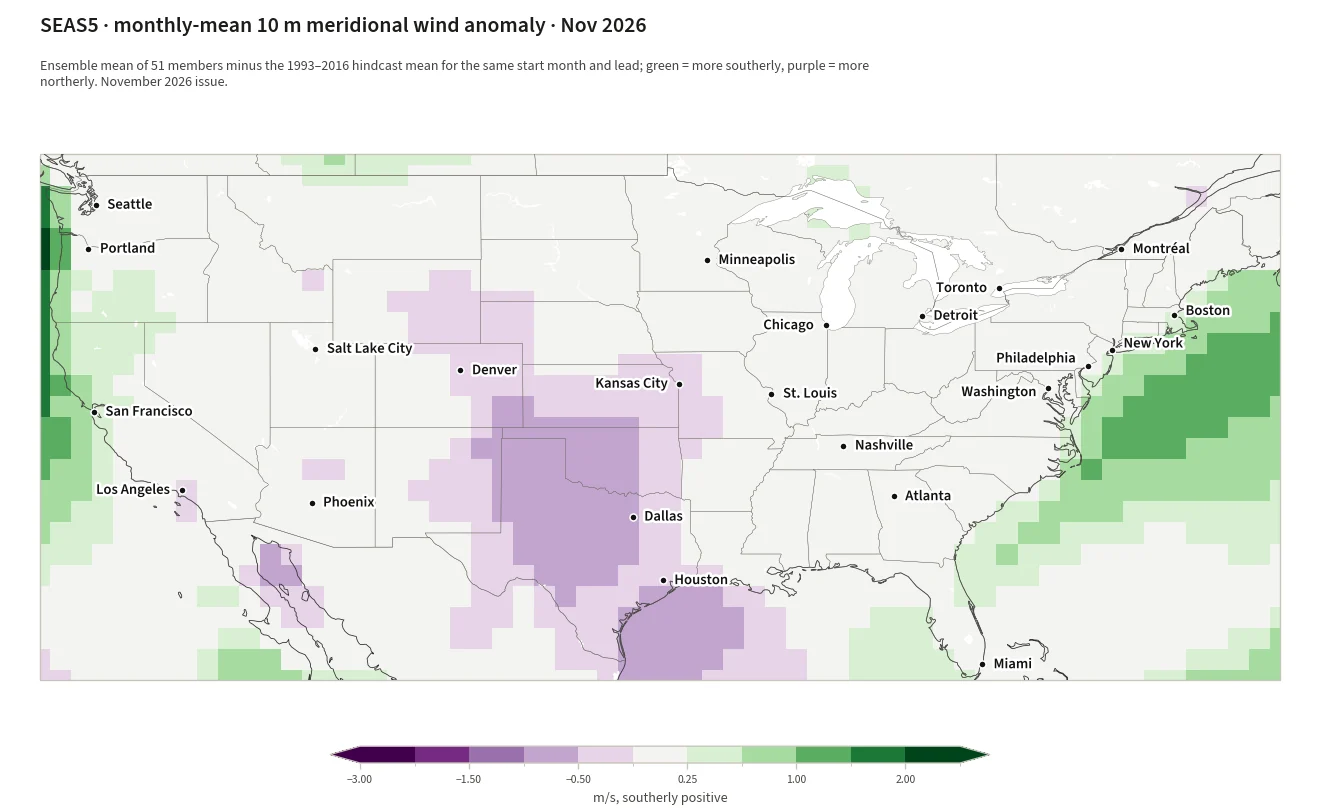 SEAS5 · monthly-mean 10 m meridional wind anomaly · Nov 2026
Ensemble mean of 51 members minus the 1993–2016 hindcast mean for the same start month and lead; green = more southerly, purple = more
northerly. November 2026 issue.
Seattle
Portland
Montréal
Minneapolis
Toronto
Boston
Detroit
Chicago
New York
Salt Lake City
Philadelphia
Denver
Kansas City
Washington
St. Louis
San Francisco
Nashville
Los Angeles
Atlanta
Phoenix
Dallas
Houston
Miami
−3.00
−1.50
−0.50
0.25
1.00
2.00
m/s, southerly positive